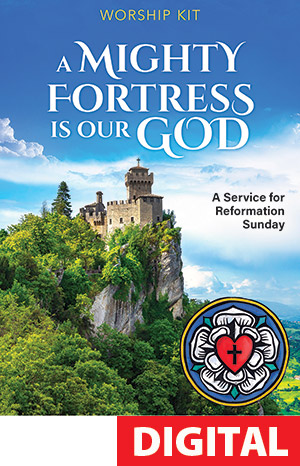 WORSHIP KIT
A MIGHTY
FORTRESS
IS OUR GOD
A Service for
Reformation
Sunday
DIGITAL